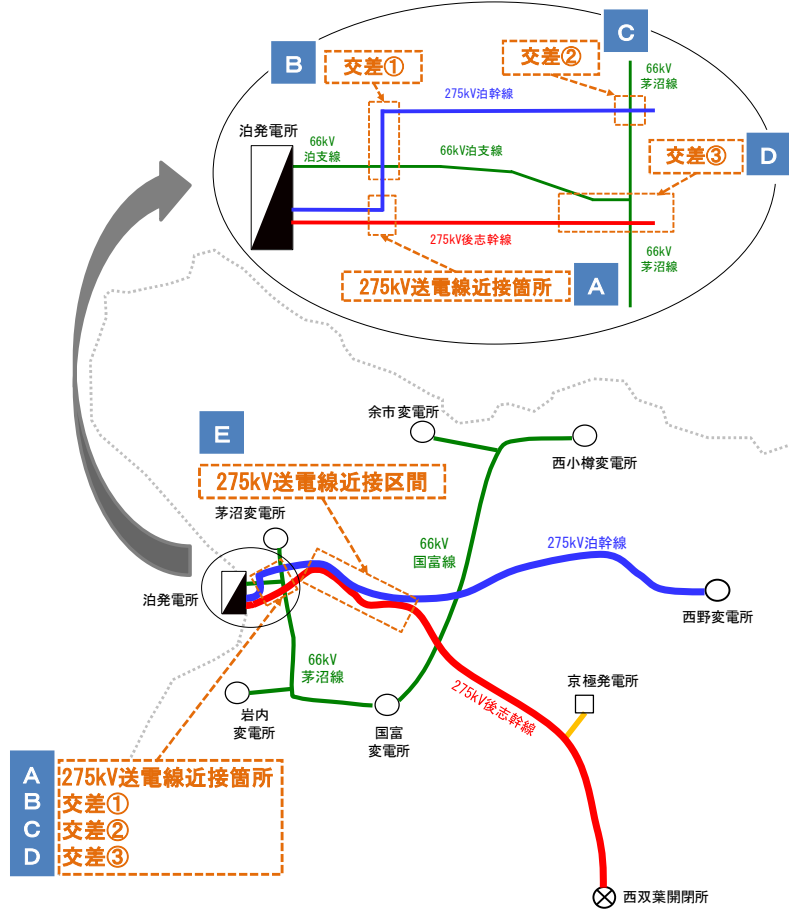 C
66kV
茅沼線
交差②
B
交差①
275kV泊幹線
泊発電所
66kV
泊支線
66kV泊支線
交差③
D
275kV後志幹線
66kV
茅沼線
275kV送電線近接箇所
A
余市変電所
E
西小樽変電所
275kV送電線近接区間
茅沼変電所
66kV
国富線
275kV泊幹線
泊発電所
西野変電所
66kV
茅沼線
京極発電所
275kV後志幹線
岩内
変電所
国富
変電所
西双葉開閉所
A 275kV送電線近接箇所
B 交差①
C 交差②
D 交差③